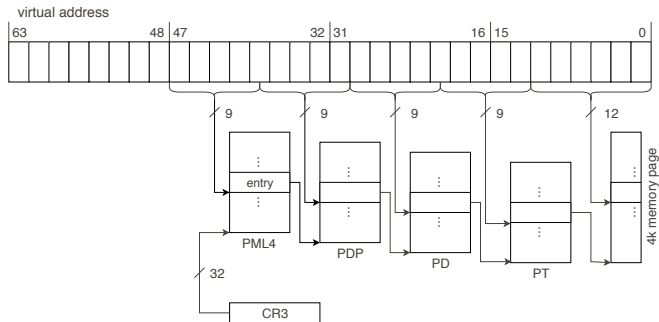 virtual address
63 48 47 32 31 16 15 0
9 9 9 9 12
entry
PML4 PDP PD PT 4k memory page
32
CR3